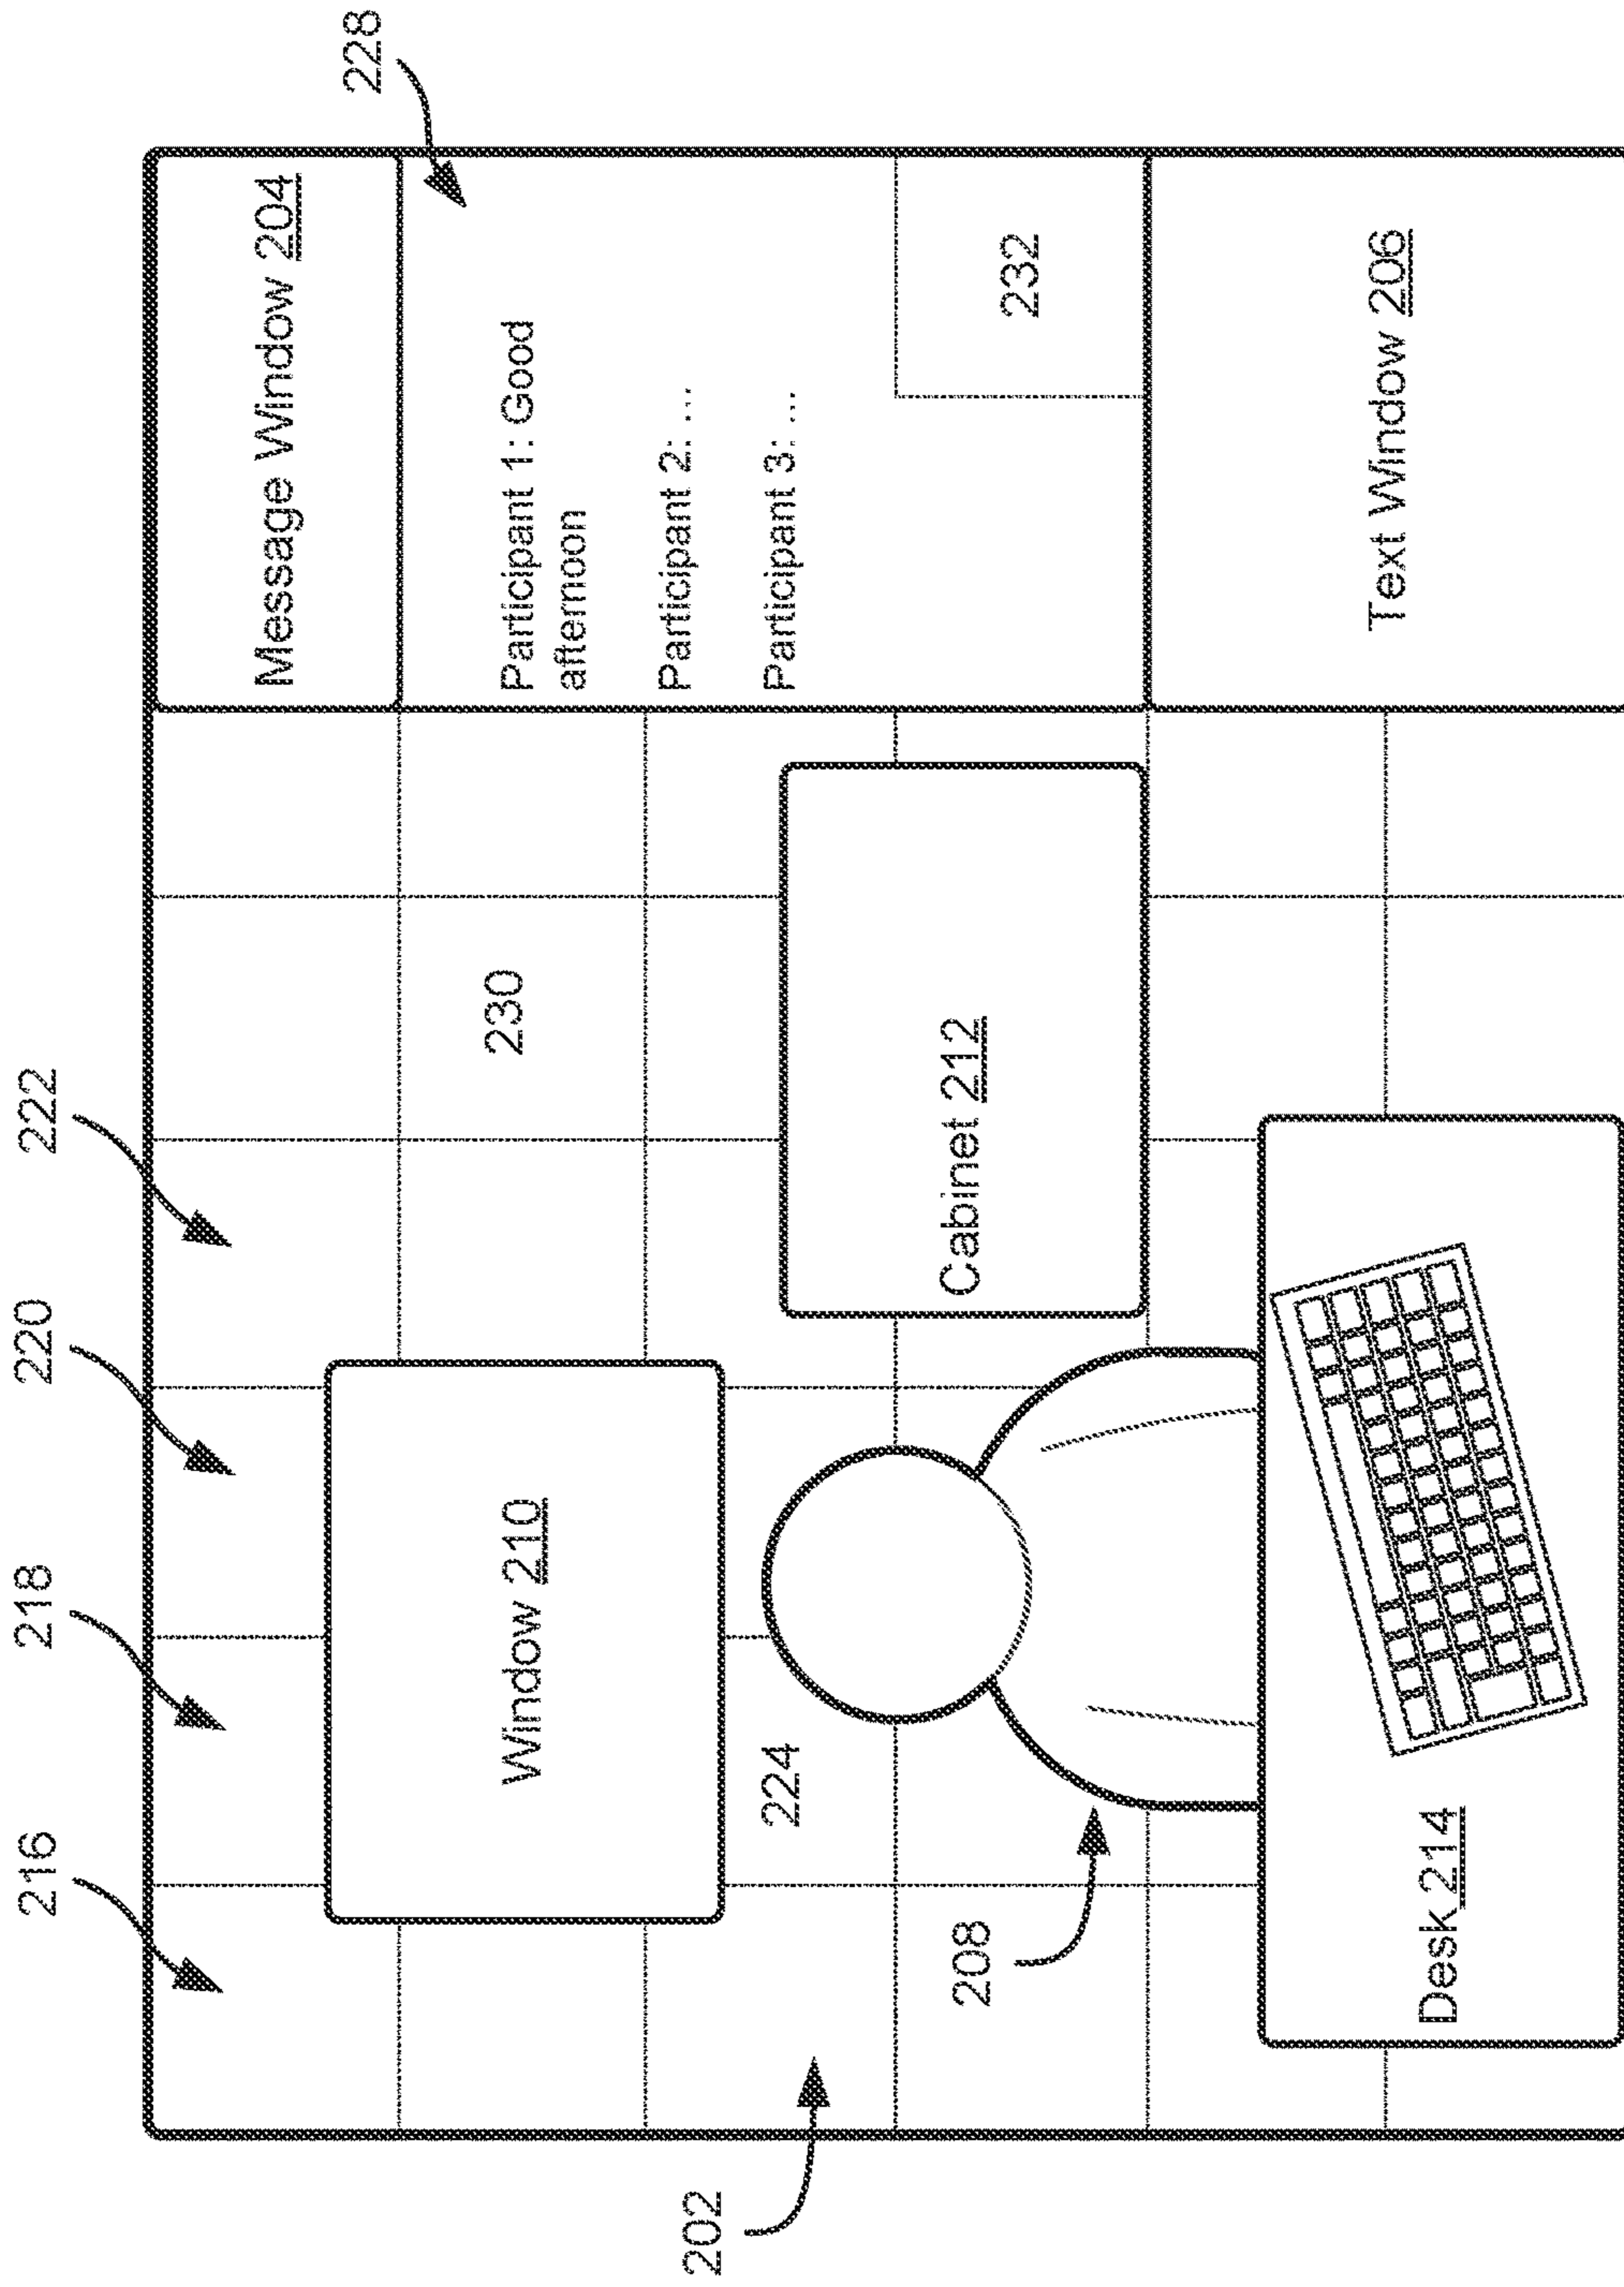 216 218 220 222
Message Window 204
228
Window 210
230
Participant 1: Good
afternoon
Participant 2: ...
Participant 3: ...
202
224
208
Cabinet 212
232
Text Window 206
Desk 214